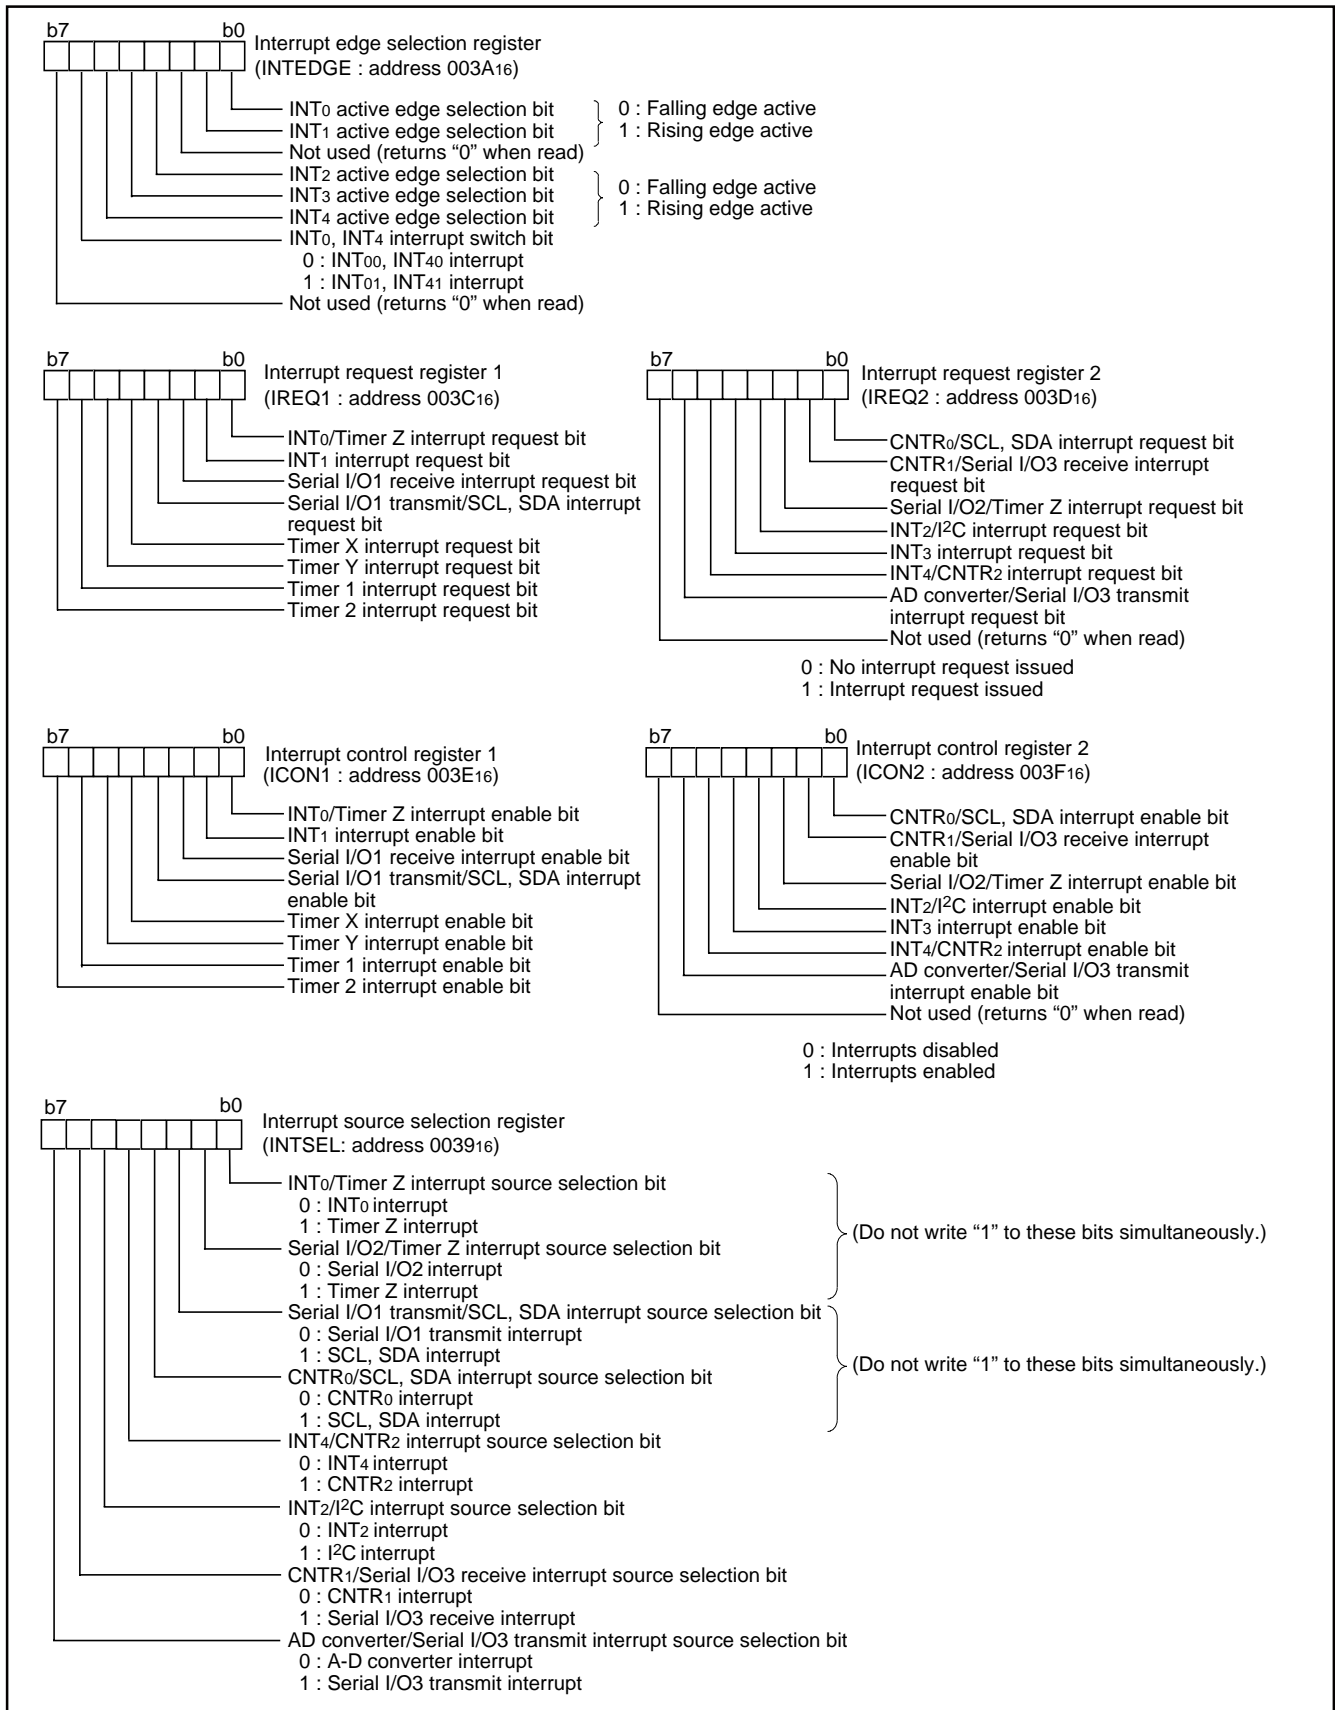 b7 b0
Interrupt edge selection register
(INTEDGE : address 003A16)
INT0 active edge selection bit
INT1 active edge selection bit
Not used (returns “0” when read)
0 : Falling edge active
1 : Rising edge active
INT2 active edge selection bit
INT3 active edge selection bit
INT4 active edge selection bit
0 : Falling edge active
1 : Rising edge active
INT0, INT4 interrupt switch bit
0 : INT00, INT40 interrupt
1 : INT01, INT41 interrupt
Not used (returns “0” when read)
b7 b0
Interrupt request register 1
(IREQ1 : address 003C16)
INT0/Timer Z interrupt request bit
INT1 interrupt request bit
Serial I/O1 receive interrupt request bit
Serial I/O1 transmit/SCL, SDA interrupt
request bit
Timer X interrupt request bit
Timer Y interrupt request bit
Timer 1 interrupt request bit
Timer 2 interrupt request bit
b7 b0
Interrupt request register 2
(IREQ2 : address 003D16)
CNTR0/SCL, SDA interrupt request bit
CNTR1/Serial I/O3 receive interrupt
request bit
Serial I/O2/Timer Z interrupt request bit
INT2/I2C interrupt request bit
INT3 interrupt request bit
INT4/CNTR2 interrupt request bit
AD converter/Serial I/O3 transmit
interrupt request bit
Not used (returns “0” when read)
0 : No interrupt request issued
1 : Interrupt request issued
b7 b0
Interrupt control register 1
(ICON1 : address 003E16)
INT0/Timer Z interrupt enable bit
INT1 interrupt enable bit
Serial I/O1 receive interrupt enable bit
Serial I/O1 transmit/SCL, SDA interrupt
enable bit
Timer X interrupt enable bit
Timer Y interrupt enable bit
Timer 1 interrupt enable bit
Timer 2 interrupt enable bit
b7 b0
Interrupt control register 2
(ICON2 : address 003F16)
CNTR0/SCL, SDA interrupt enable bit
CNTR1/Serial I/O3 receive interrupt
enable bit
Serial I/O2/Timer Z interrupt enable bit
INT2/I2C interrupt enable bit
INT3 interrupt enable bit
INT4/CNTR2 interrupt enable bit
AD converter/Serial I/O3 transmit
interrupt enable bit
Not used (returns “0” when read)
0 : Interrupts disabled
1 : Interrupts enabled
b7 b0
Interrupt source selection register
(INTSEL: address 003916)
INT0/Timer Z interrupt source selection bit
0 : INT0 interrupt
1 : Timer Z interrupt
Serial I/O2/Timer Z interrupt source selection bit
0 : Serial I/O2 interrupt
1 : Timer Z interrupt
(Do not write “1” to these bits simultaneously.)
Serial I/O1 transmit/SCL, SDA interrupt source selection bit
0 : Serial I/O1 transmit interrupt
1 : SCL, SDA interrupt
CNTR0/SCL, SDA interrupt source selection bit
0 : CNTR0 interrupt
1 : SCL, SDA interrupt
(Do not write “1” to these bits simultaneously.)
INT4/CNTR2 interrupt source selection bit
0 : INT4 interrupt
1 : CNTR2 interrupt
INT2/I2C interrupt source selection bit
0 : INT2 interrupt
1 : I2C interrupt
CNTR1/Serial I/O3 receive interrupt source selection bit
0 : CNTR1 interrupt
1 : Serial I/O3 receive interrupt
AD converter/Serial I/O3 transmit interrupt source selection bit
0 : A-D converter interrupt
1 : Serial I/O3 transmit interrupt